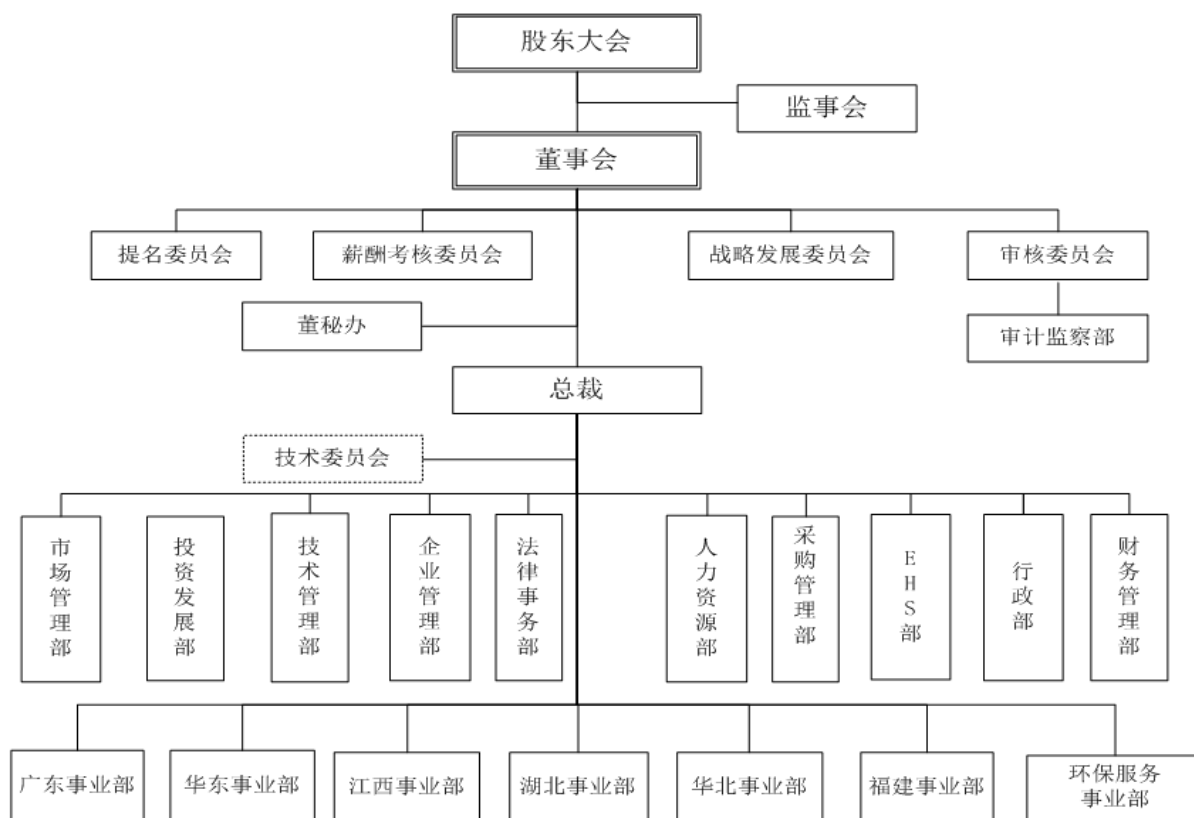 股东大会
监事会
董事会
提名委员会
薪酬考核委员会
战略发展委员会
审核委员会
董秘办
审计监察部
总裁
技术委员会
市场管理部
投资发展部
技术管理部
企业管理部
法律事务部
人力资源部
采购管理部
EHS部
行政部
财务管理部
广东事业部
华东事业部
江西事业部
湖北事业部
华北事业部
福建事业部
环保服务
事业部